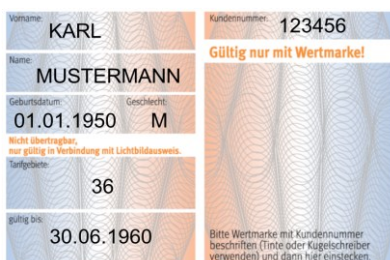 Vorname:
KARL
Name:
MUSTERMANN
Geburtsdatum: Geschlecht:
01.01.1950 M
Nicht übertragbar,
nur gültig in Verbindung mit Lichtbildausweis.
Tarifgebiete:
36
gültig bis:
30.06.1960
Kundennummer:
123456
Gültig nur mit Wertmarke!
Bitte Wertmarke mit Kundennummer
beschriften (Tinte oder Kugelschreiber
verwenden) und dann hier einstecken.